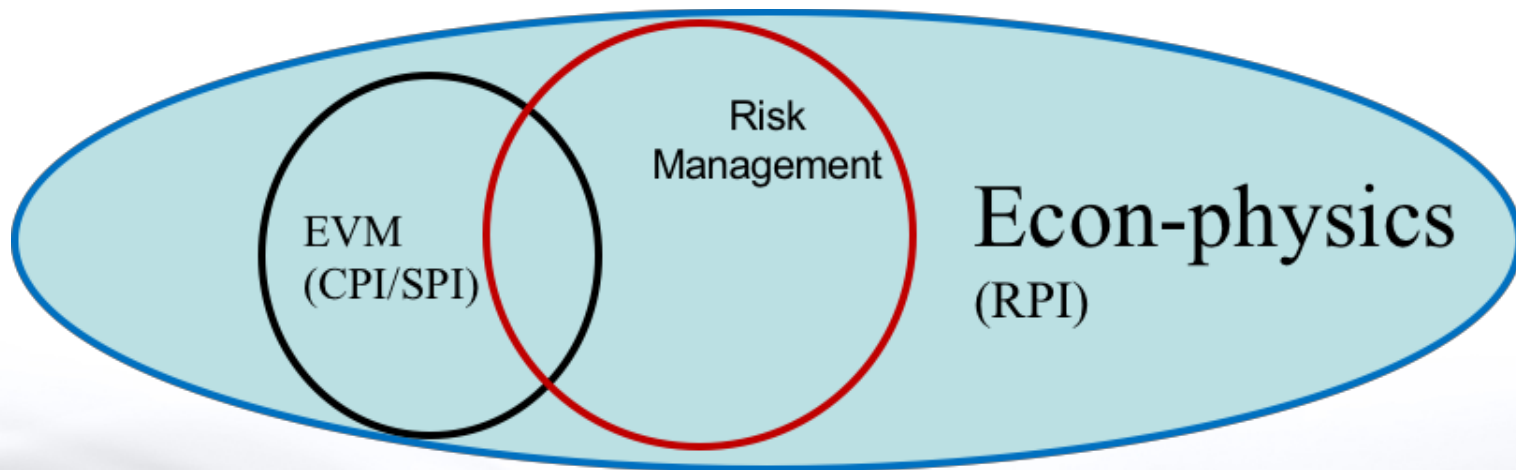 Risk
Management
EVM
(CPI/SPI)
Econ-physics
(RPI)